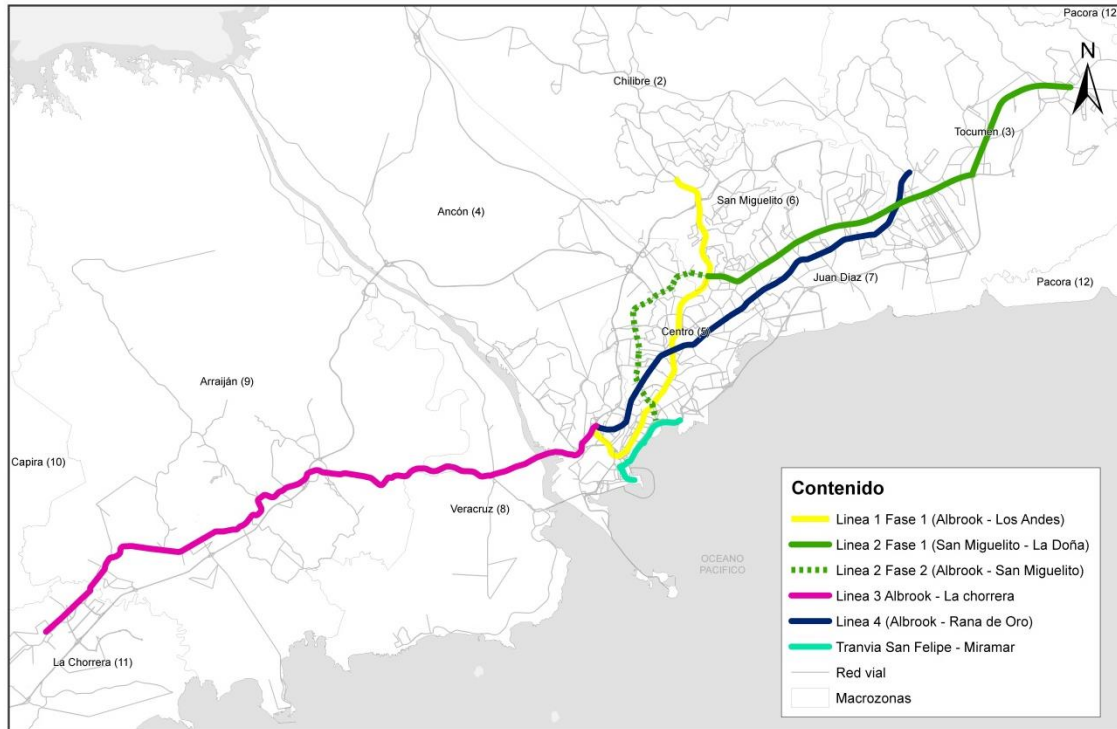 Pacora (12
N
Chilibre (2)
Tocumen (3)
San Miguelito (6)
Ancón (4)
Juan Diaz (7)
Pacora (12)
Centro (5)
Arraiján (9)
Capira (10)
Veracruz (8)
OCEANO
PACIFICO
La Chorrera (11)
Contenido
Linea 1 Fase 1 (Albrook - Los Andes)
Linea 2 Fase 1 (San Miguelito - La Doña)
Linea 2 Fase 2 (Albrook - San Miguelito)
Linea 3 Albrook - La chorrera
Linea 4 (Albrook - Rana de Oro)
Tranvia San Felipe - Miramar
Red vial
Macrozonas